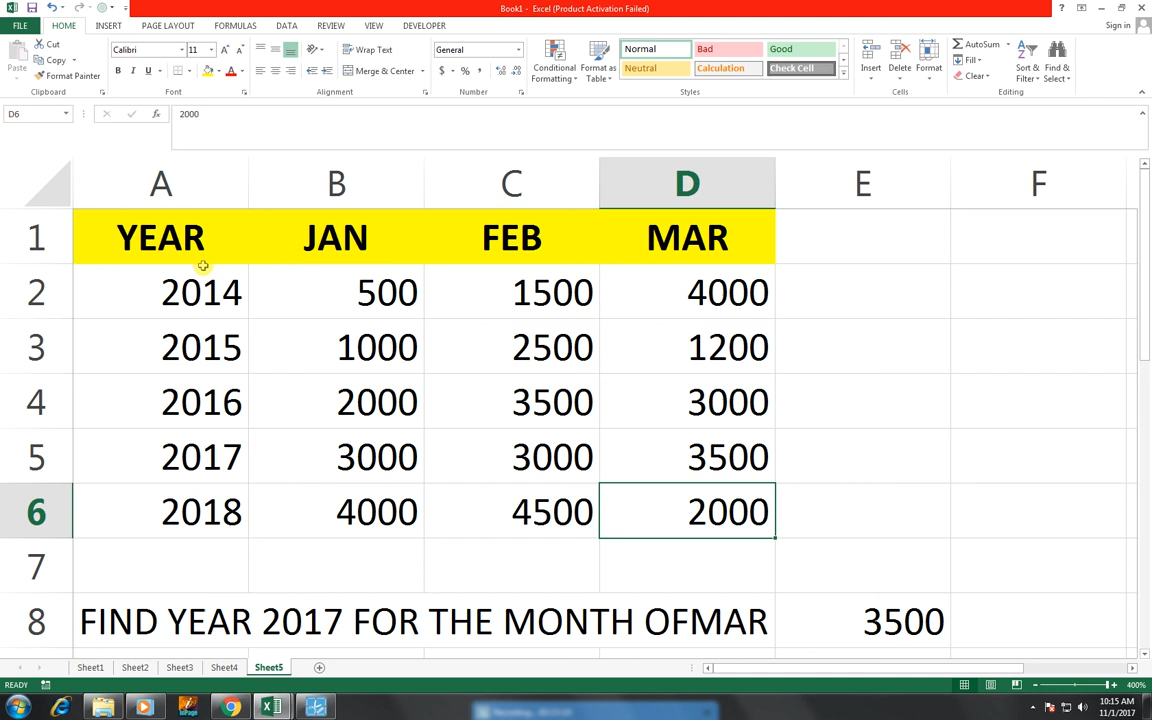 Book1 - Excel (Product Activation Failed)
Sign in
FILE HOME INSERT PAGE LAYOUT FORMULAS DATA REVIEW VIEW DEVELOPER
Paste
Cut
Copy
Format Painter
Clipboard
Calibri 11
B I U
Font
Wrap Text
Merge & Center
Alignment
General
$ % ,
Number
Conditional Formatting
Format as Table
Normal Bad Good
Neutral Calculation Check Cell
Styles
Insert Delete Format
Cells
AutoSum
Fill
Clear
Sort & Filter
Find & Select
Editing
D6 fx 2000
A B C D E F
1 YEAR JAN FEB MAR
2 2014 500 1500 4000
3 2015 1000 2500 1200
4 2016 2000 3500 3000
5 2017 3000 3000 3500
6 2018 4000 4500 2000
7
8 FIND YEAR 2017 FOR THE MONTH OFMAR 3500
Sheet1 Sheet2 Sheet3 Sheet4 Sheet5
READY 400%
10:15 AM
11/1/2017